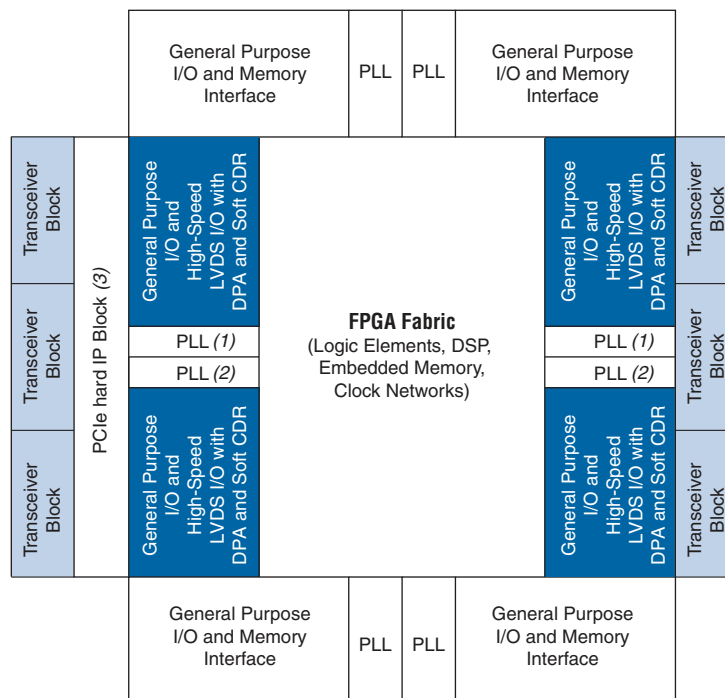 General Purpose
I/O and Memory
Interface
PLL
PLL
General Purpose
I/O and Memory
Interface
Transceiver
Block
Transceiver
Block
Transceiver
Block
PCIe hard IP Block (3)
General Purpose
I/O and
High-Speed
LVDS I/O with
DPA and Soft CDR
PLL (1)
PLL (2)
General Purpose
I/O and
High-Speed
LVDS I/O with
DPA and Soft CDR
FPGA Fabric
(Logic Elements, DSP,
Embedded Memory,
Clock Networks)
General Purpose
I/O and
High-Speed
LVDS I/O with
DPA and Soft CDR
PLL (1)
PLL (2)
General Purpose
I/O and
High-Speed
LVDS I/O with
DPA and Soft CDR
Transceiver
Block
Transceiver
Block
Transceiver
Block
General Purpose
I/O and Memory
Interface
PLL
PLL
General Purpose
I/O and Memory
Interface